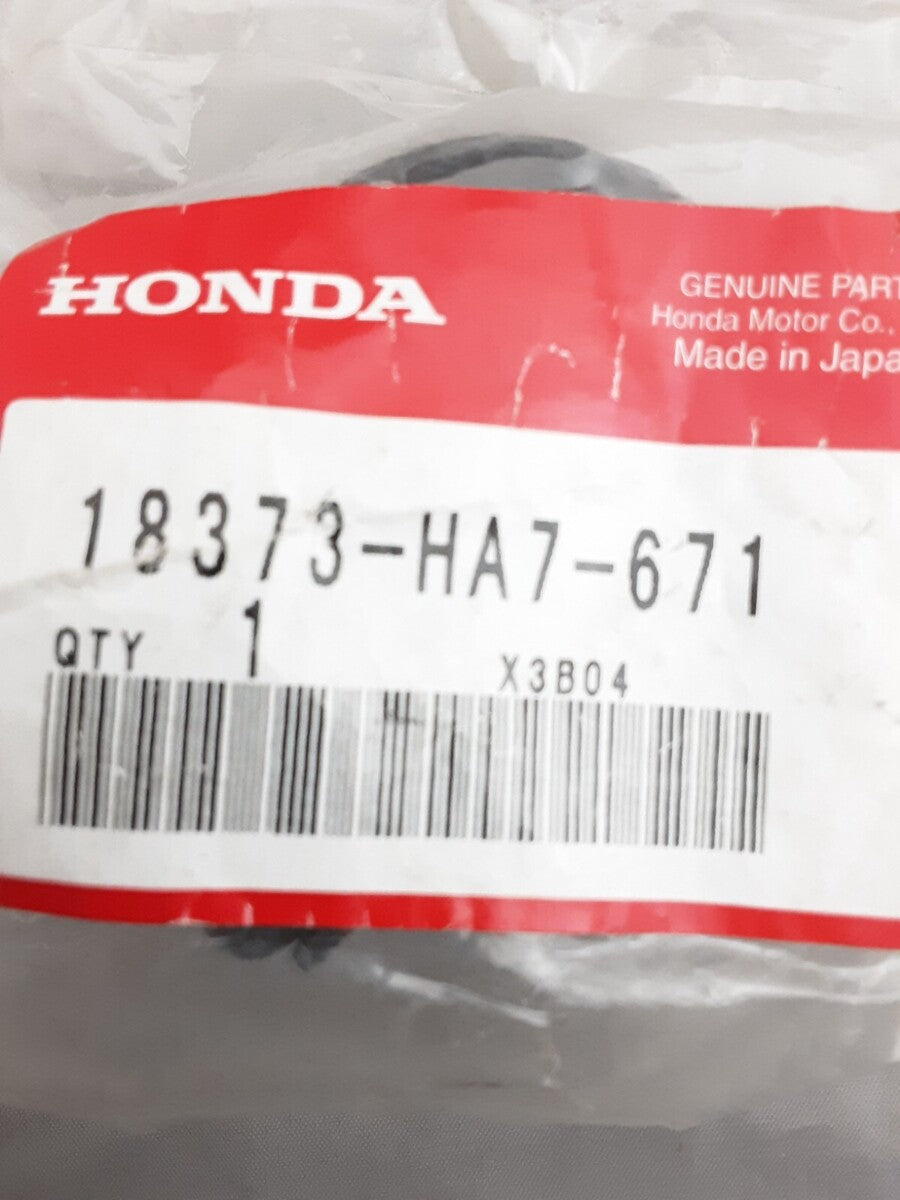 HONDA
GENUINE PART
Honda Motor Co.,
Made in Japa
18373-HA7-671
QTY 1
X3B04